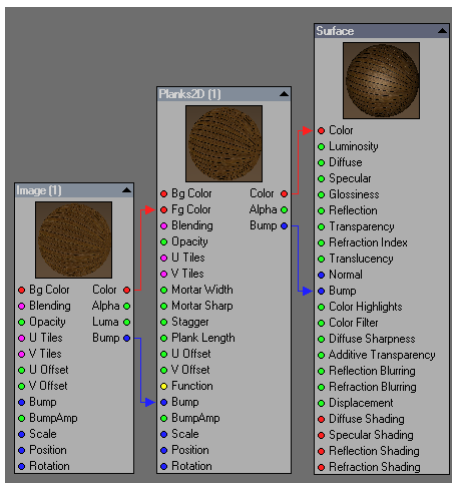 Surface
Color
Luminosity
Diffuse
Specular
Glossiness
Reflection
Transparency
Refraction Index
Translucency
Normal
Bump
Color Highlights
Color Filter
Diffuse Sharpness
Additive Transparency
Reflection Blurring
Refraction Blurring
Displacement
Diffuse Shading
Specular Shading
Reflection Shading
Refraction Shading
Planks2D (1)
Bg Color Color
Fg Color Alpha
Blending Bump
Opacity
U Tiles
V Tiles
Mortar Width
Mortar Sharp
Stagger
Plank Length
U Offset
V Offset
Function
Bump
BumpAmp
Scale
Position
Rotation
Image (1)
Bg Color Color
Blending Alpha
Opacity Luma
U Tiles Bump
V Tiles
U Offset
V Offset
Bump
BumpAmp
Scale
Position
Rotation